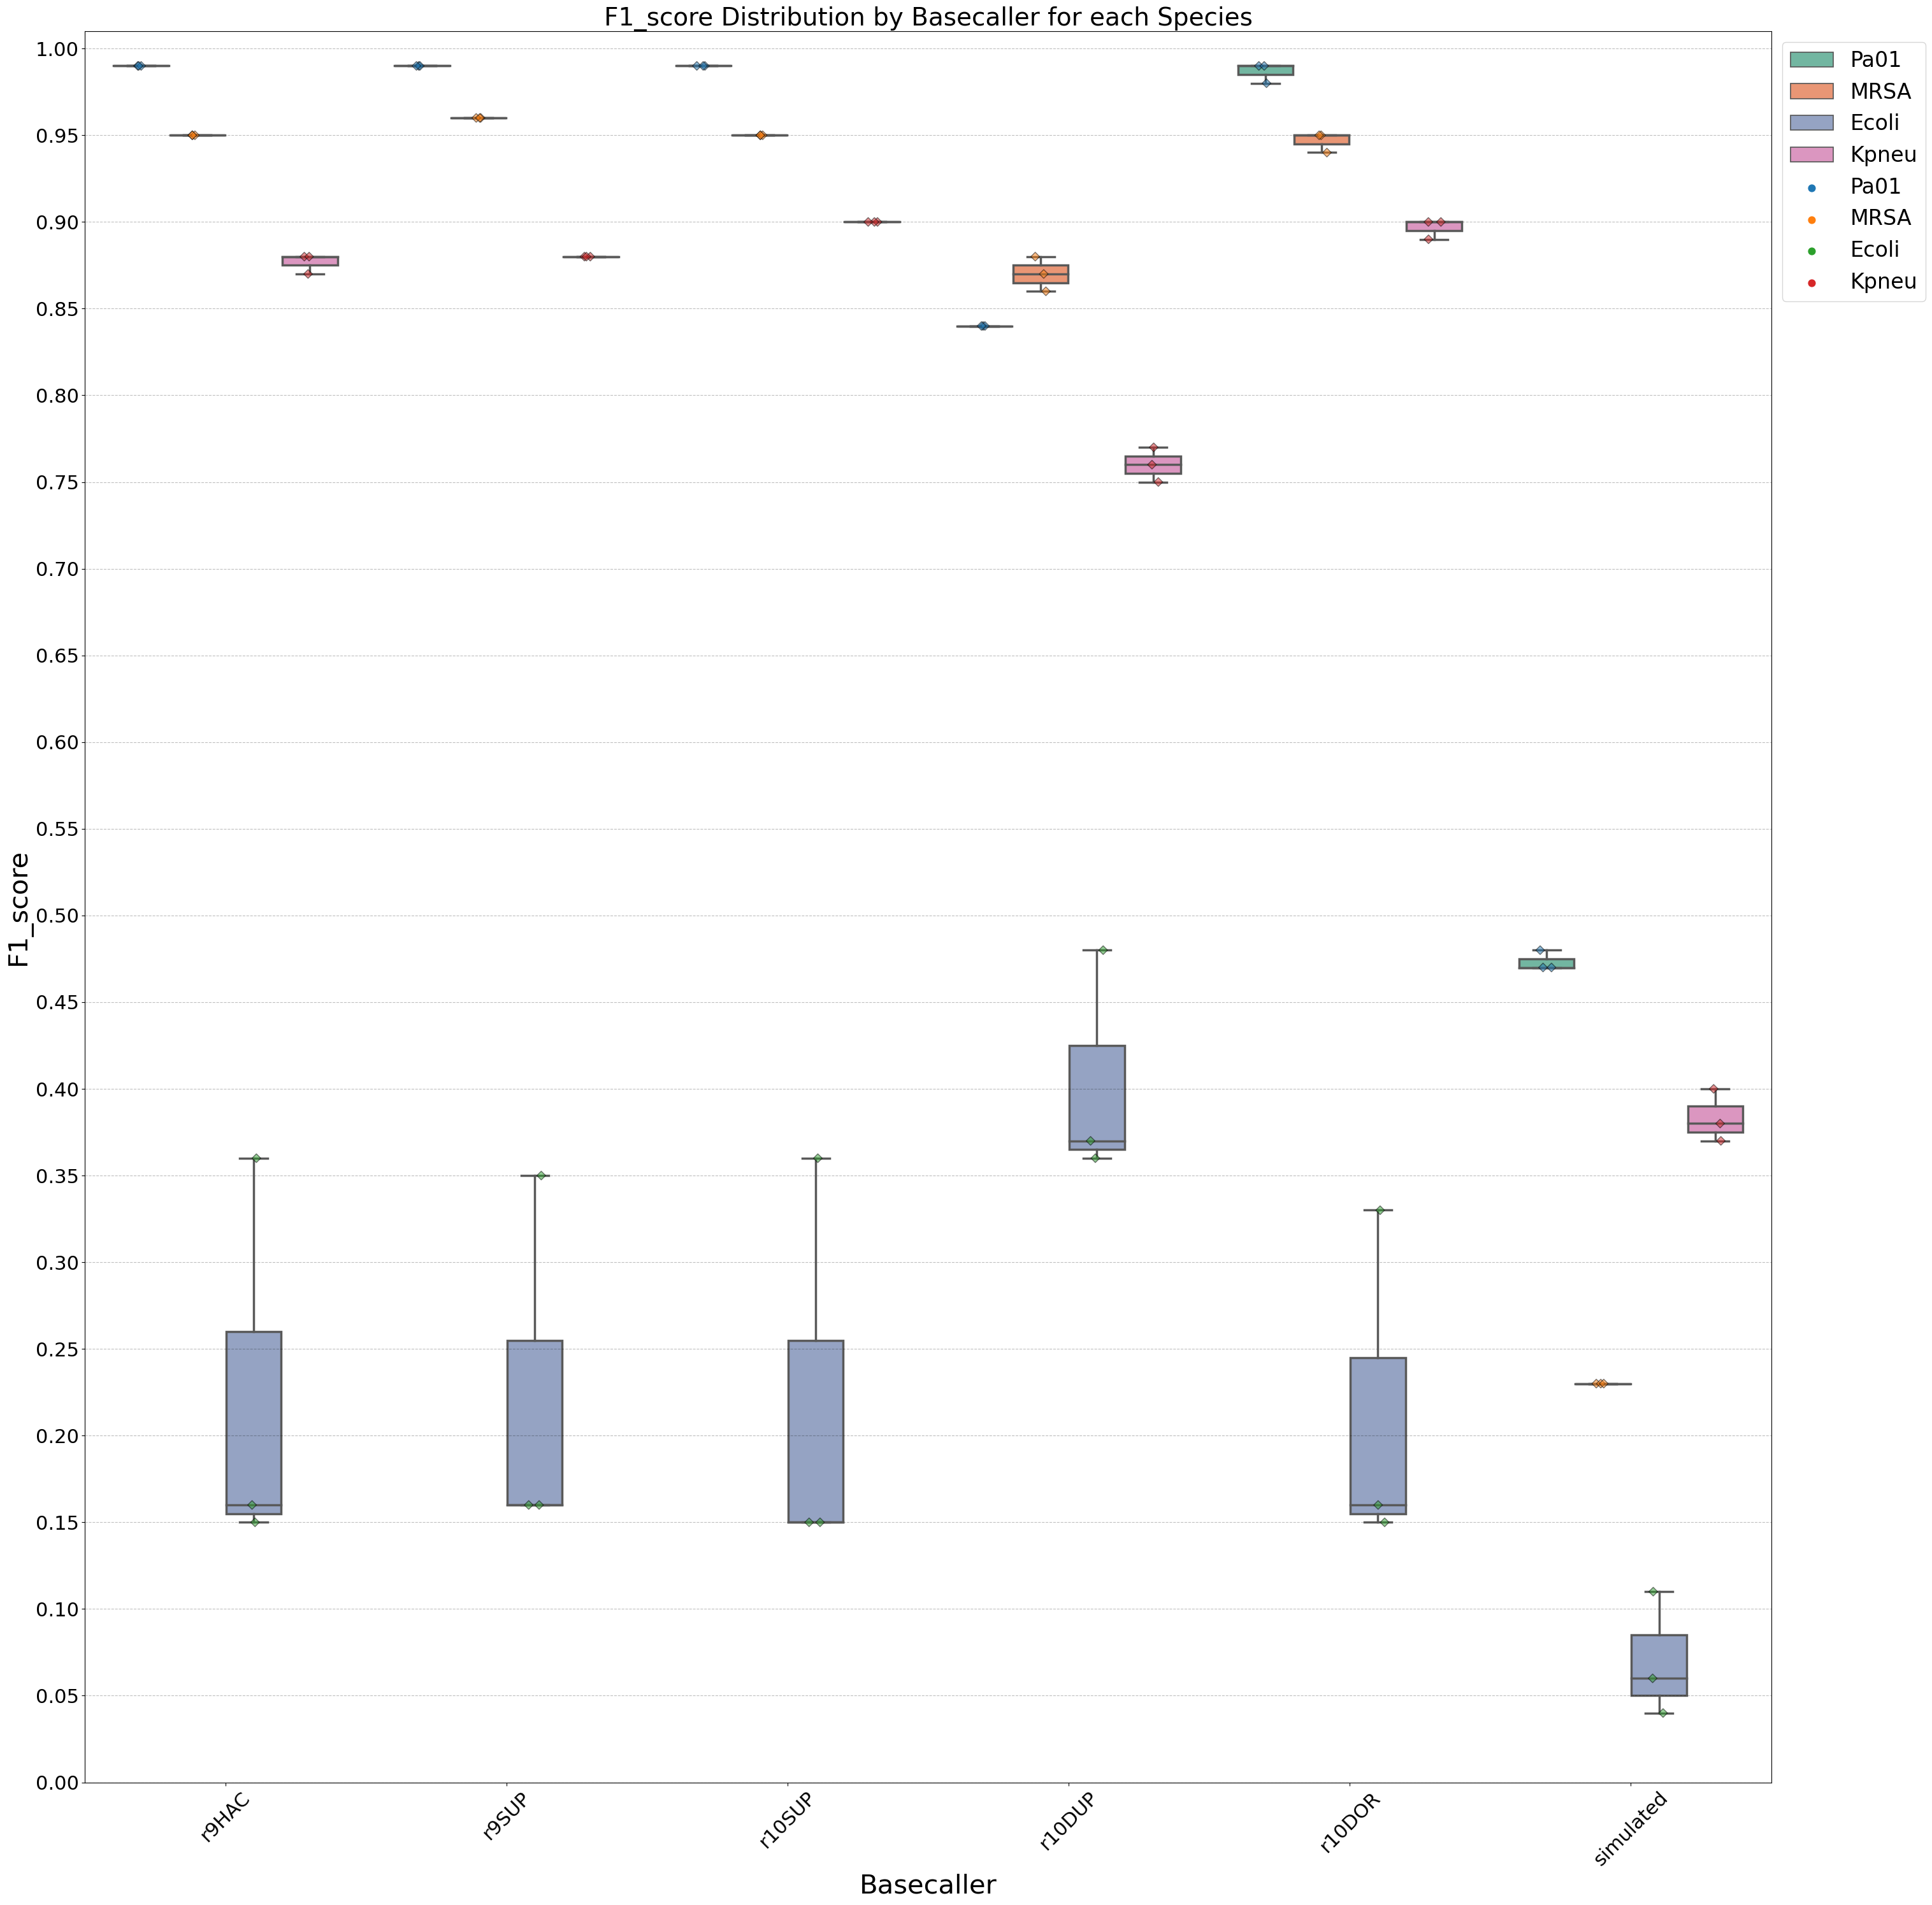 F1_score Distribution by Basecaller for each Species
F1_score
1.00
0.95
0.90
0.85
0.80
0.75
0.70
0.65
0.60
0.55
0.50
0.45
0.40
0.35
0.30
0.25
0.20
0.15
0.10
0.05
0.00
r9HAC
r9SUP
r10SUP
r10DUP
r10DOR
simulated
Basecaller
Pa01
MRSA
Ecoli
Kpneu
Pa01
MRSA
Ecoli
Kpneu